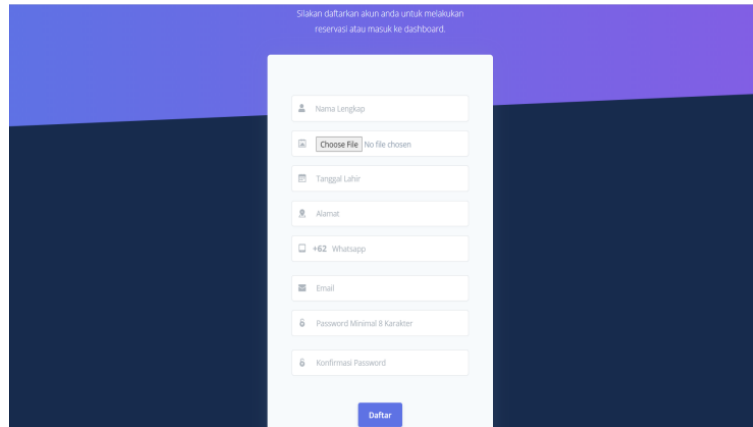 Silakan daftarkan akun anda untuk melakukan
reservasi atau masuk ke dashboard.
Nama Lengkap
Choose File No file chosen
Tanggal Lahir
Alamat
+62 Whatsapp
Email
Password Minimal 8 Karakter
Konfirmasi Password
Daftar